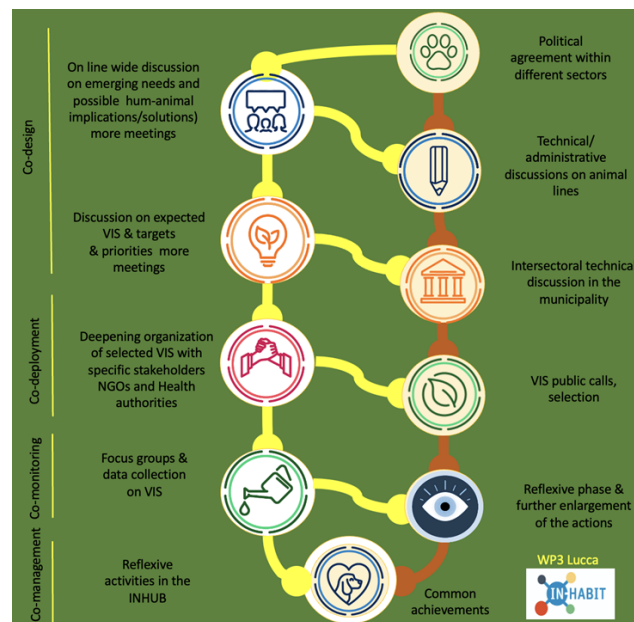 Co-design
On line wide discussion
on emerging needs and
possible human-animal
implications/solutions)
more meetings
Political
agreement within
different sectors
Technical/
administrative
discussions on animal
lines
Discussion on expected
VIS & targets
& priorities more
meetings
Intersectoral technical
discussion in the
municipality
Co-deployment
Deepening organization
of selected VIS with
specific stakeholders
NGOs and Health
authorities
VIS public calls,
selection
Co-monitoring
Focus groups &
data collection
on VIS
Reflexive phase &
further enlargement
of the actions
Co-management
Reflexive
activities in the
INHUB
Common
achievements
WP3 Lucca
IN-HABIT